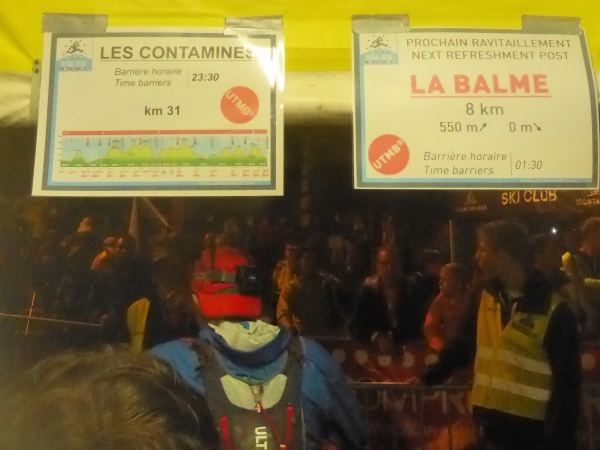 LES CONTAMINES
Barrière horaire
Time barriers
23:30
km 31
UTMB®
PROCHAIN RAVITAILLEMENT
NEXT REFRESHMENT POST
LA BALME
8 km
550 m↗ 0 m↘
UTMB®
Barrière horaire
Time barriers
01:30
SKI CLUB
ULT